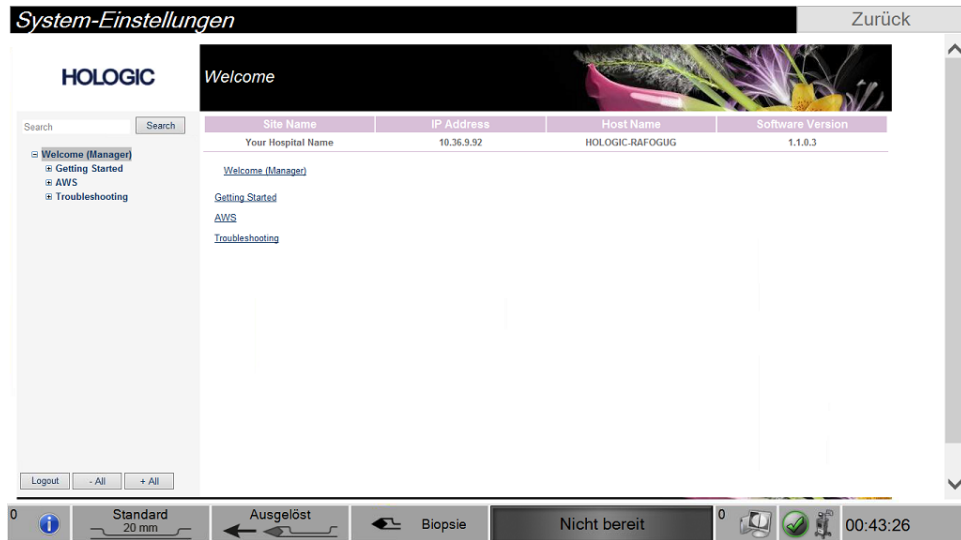 System-Einstellungen
Zurück
HOLOGIC
Welcome
Search
Search
Site Name IP Address Host Name Software Version
Your Hospital Name 10.36.9.92 HOLOGIC-RAFOGUG 1.1.0.3
Welcome (Manager)
Getting Started
AWS
Troubleshooting
Welcome (Manager)
Getting Started
AWS
Troubleshooting
Logout
- All
+ All
0
Standard
20 mm
Ausgelöst
Biopsie
Nicht bereit
0
00:43:26